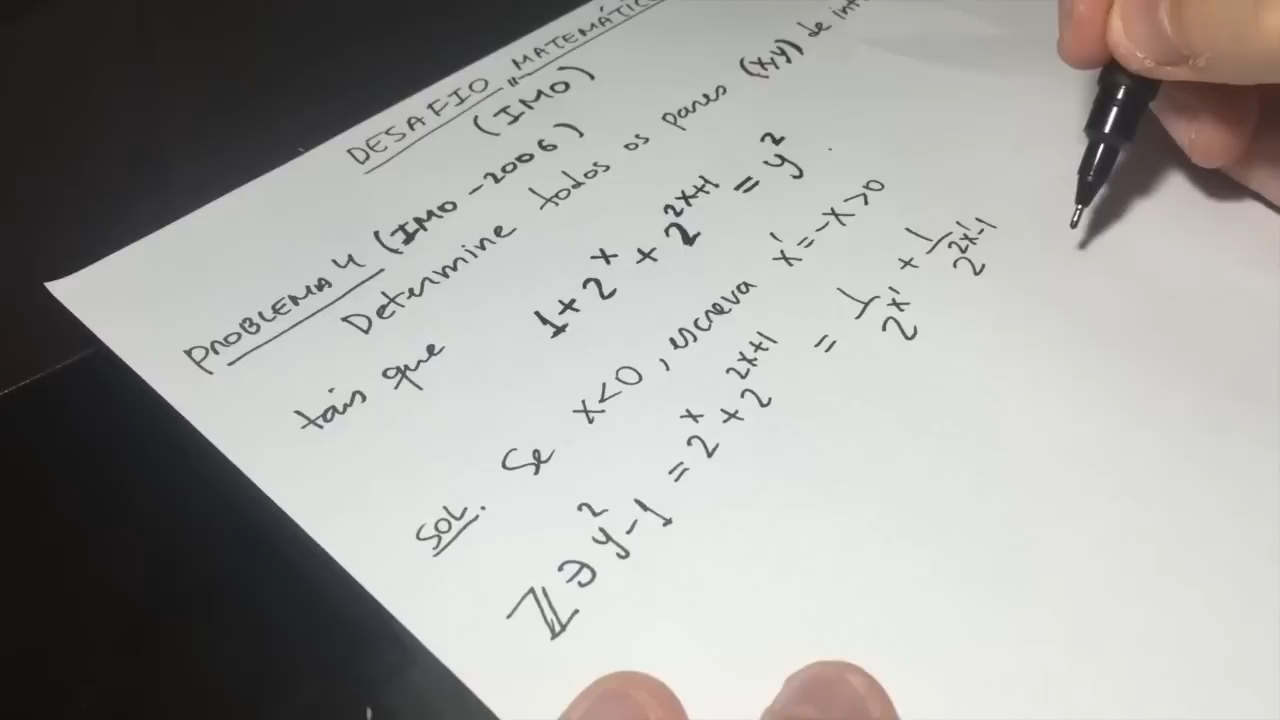 DESAFIO MATEMÁTIC
(IMO)
PROBLEMA 4 (IMO - 2006)
Determine todos os pares (x,y) de
tais que
1 + 2^x + 2^{2x+1} = y^2.
SOL. Se x < 0, escreva x' = -x > 0
ℤ ∋ y^2 - 1 = 2^x + 2^{2x+1} = 1/2^{x'} + 1/2^{2x'-1}